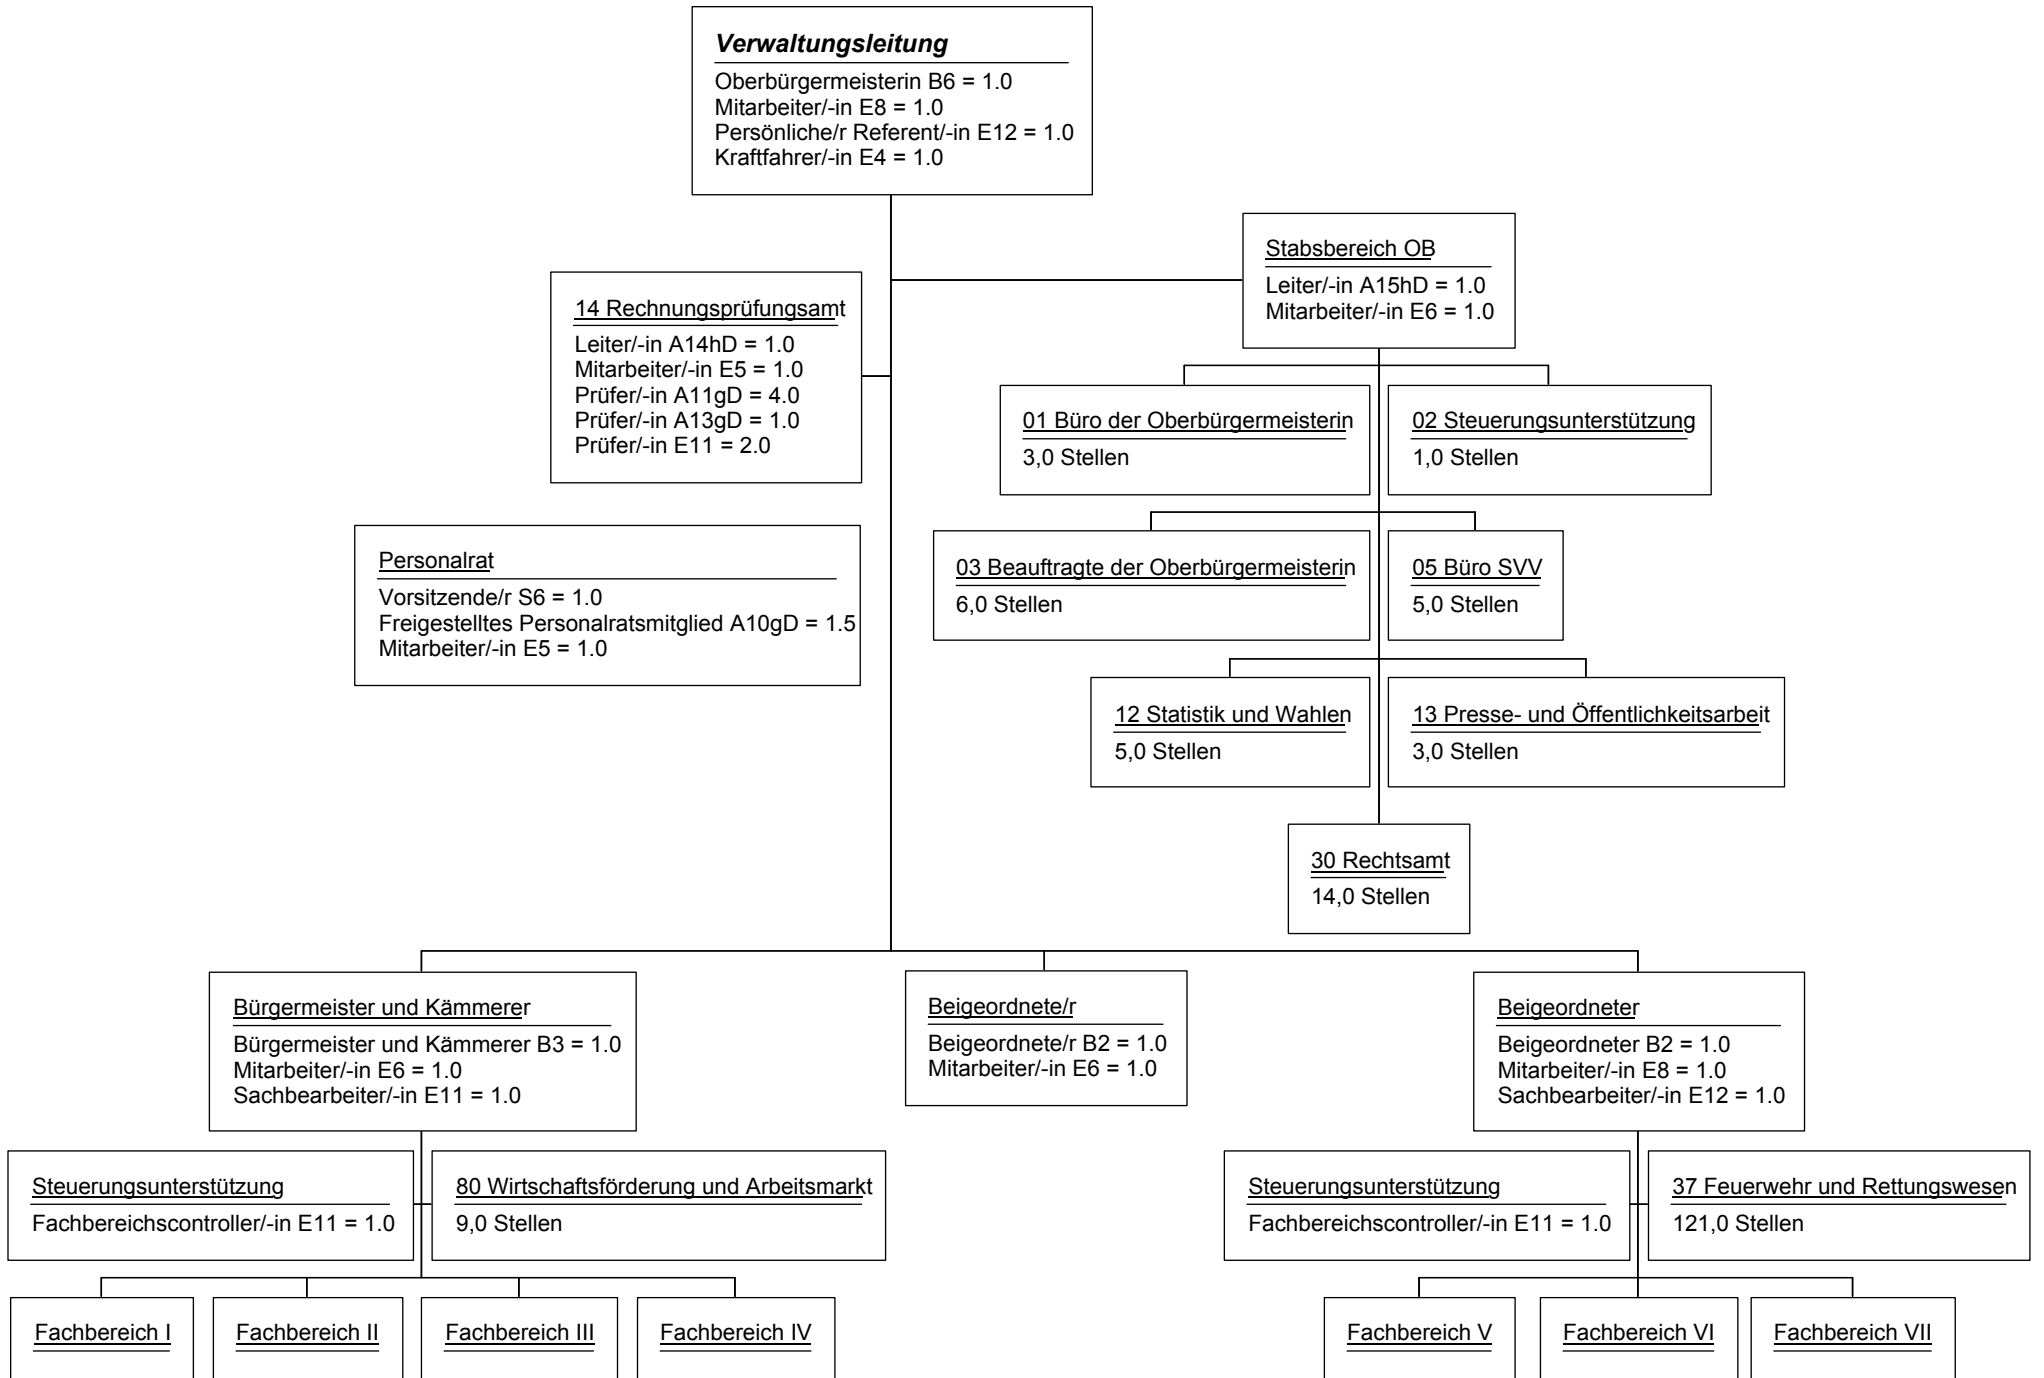 Verwaltungsleitung
Oberbürgermeisterin B6 = 1.0
Mitarbeiter/-in E8 = 1.0
Persönliche/r Referent/-in E12 = 1.0
Kraftfahrer/-in E4 = 1.0
Stabsbereich OB
Leiter/-in A15hD = 1.0
Mitarbeiter/-in E6 = 1.0
14 Rechnungsprüfungsamt
Leiter/-in A14hD = 1.0
Mitarbeiter/-in E5 = 1.0
Prüfer/-in A11gD = 4.0
Prüfer/-in A13gD = 1.0
Prüfer/-in E11 = 2.0
01 Büro der Oberbürgermeisterin
3,0 Stellen
02 Steuerungsunterstützung
1,0 Stellen
Personalrat
Vorsitzende/r S6 = 1.0
Freigestelltes Personalratsmitglied A10gD = 1.5
Mitarbeiter/-in E5 = 1.0
03 Beauftragte der Oberbürgermeisterin
6,0 Stellen
05 Büro SVV
5,0 Stellen
12 Statistik und Wahlen
5,0 Stellen
13 Presse- und Öffentlichkeitsarbeit
3,0 Stellen
30 Rechtsamt
14,0 Stellen
Bürgermeister und Kämmerer
Bürgermeister und Kämmerer B3 = 1.0
Mitarbeiter/-in E6 = 1.0
Sachbearbeiter/-in E11 = 1.0
Beigeordnete/r
Beigeordnete/r B2 = 1.0
Mitarbeiter/-in E6 = 1.0
Beigeordneter
Beigeordneter B2 = 1.0
Mitarbeiter/-in E8 = 1.0
Sachbearbeiter/-in E12 = 1.0
Steuerungsunterstützung
Fachbereichscontroller/-in E11 = 1.0
80 Wirtschaftsförderung und Arbeitsmarkt
9,0 Stellen
Steuerungsunterstützung
Fachbereichscontroller/-in E11 = 1.0
37 Feuerwehr und Rettungswesen
121,0 Stellen
Fachbereich I
Fachbereich II
Fachbereich III
Fachbereich IV
Fachbereich V
Fachbereich VI
Fachbereich VII